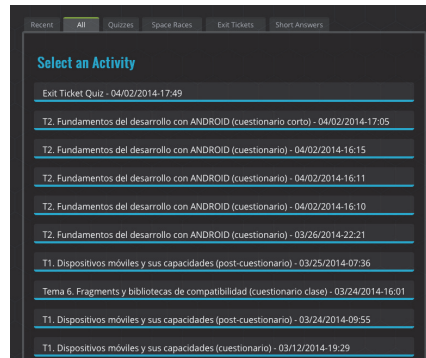 Recent All Quizzes Space Races Exit Tickets Short Answers
Select an Activity
Exit Ticket Quiz - 04/02/2014-17:49
T2. Fundamentos del desarrollo con ANDROID (cuestionario corto) - 04/02/2014-17:05
T2. Fundamentos del desarrollo con ANDROID (cuestionario) - 04/02/2014-16:15
T2. Fundamentos del desarrollo con ANDROID (cuestionario) - 04/02/2014-16:11
T2. Fundamentos del desarrollo con ANDROID (cuestionario) - 04/02/2014-16:10
T2. Fundamentos del desarrollo con ANDROID (cuestionario) - 03/26/2014-22:21
T1. Dispositivos móviles y sus capacidades (post-cuestionario) - 03/25/2014-07:36
Tema 6. Fragments y bibliotecas de compatibilidad (cuestionario clase) - 03/24/2014-16:01
T1. Dispositivos móviles y sus capacidades (post-cuestionario) - 03/24/2014-09:55
T1. Dispositivos móviles y sus capacidades (cuestionario) - 03/12/2014-19:29